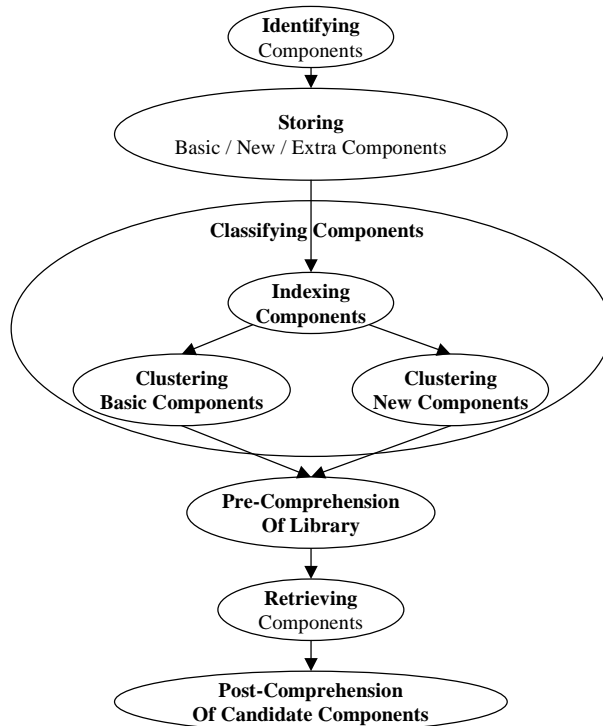 Identifying
Components
Storing
Basic / New / Extra Components
Classifying Components
Indexing
Components
Clustering
Basic Components
Clustering
New Components
Pre-Comprehension
Of Library
Retrieving
Components
Post-Comprehension
Of Candidate Components